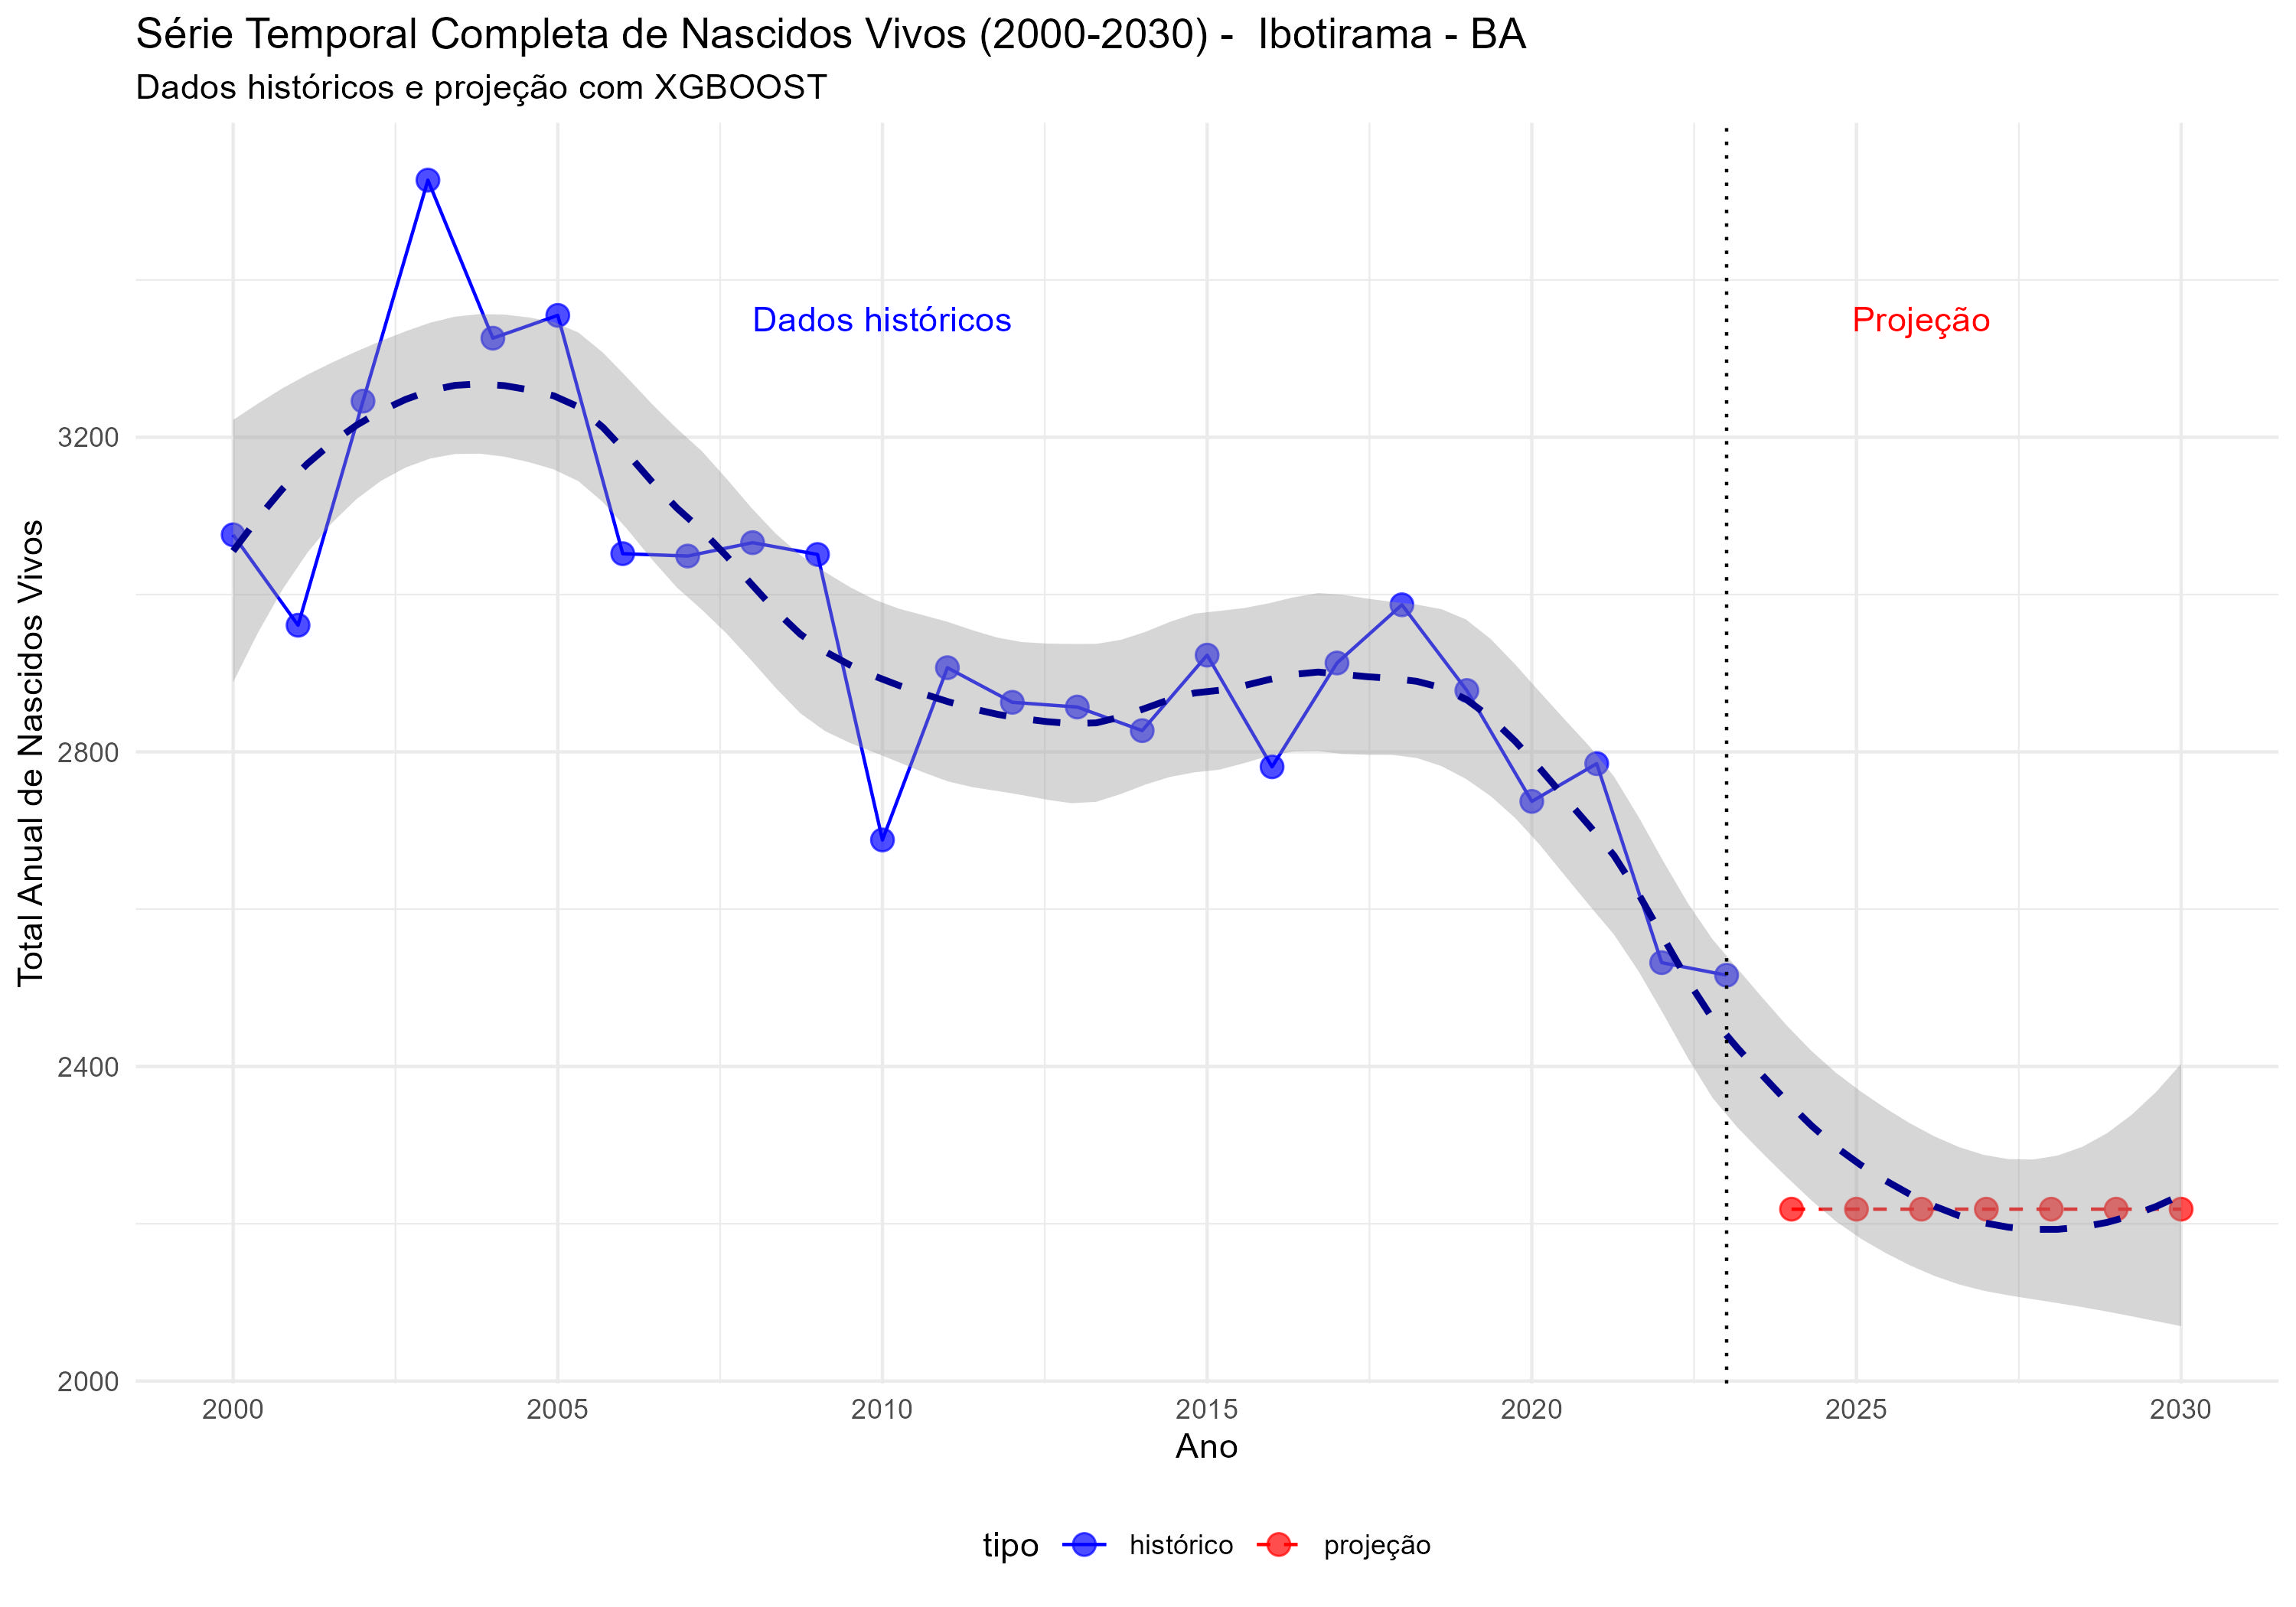 Série Temporal Completa de Nascidos Vivos (2000-2030) -  Ibotirama - BA
Dados históricos e projeção com XGBOOST
Dados históricos
Projeção
Total Anual de Nascidos Vivos
3200
2800
2400
2000
2000 2005 2010 2015 2020 2025 2030
Ano
tipo histórico projeção